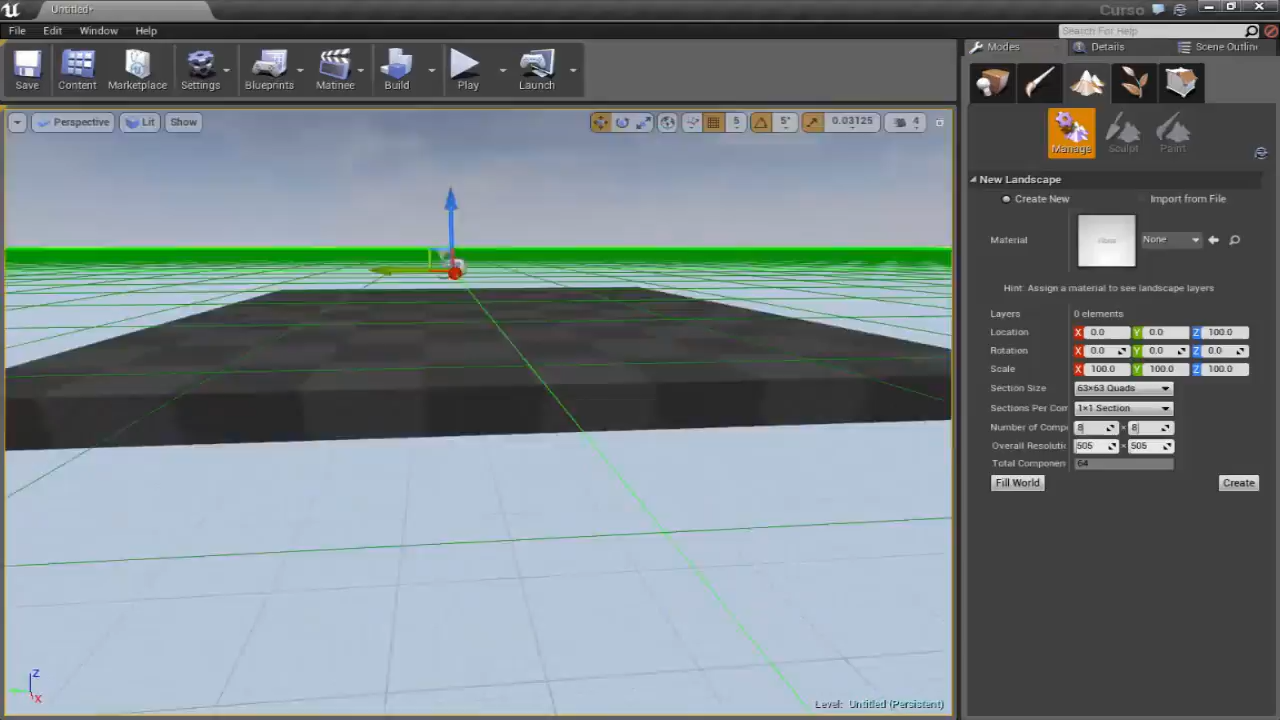 Untitled*
Curso
File Edit Window Help
Search For Help
Save Content Marketplace Settings Blueprints Matinee Build Play Launch
Modes Details Scene Outlin
Perspective Lit Show 5 5° 0.03125 4
Manage Sculpt Paint
New Landscape
Create New Import from File
Material None
Hint: Assign a material to see landscape layers
Layers 0 elements
Location X 0.0 Y 0.0 Z 100.0
Rotation X 0.0 Y 0.0 Z 0.0
Scale X 100.0 Y 100.0 Z 100.0
Section Size 63×63 Quads
Sections Per Com 1×1 Section
Number of Compo 8 × 8
Overall Resolutio 505 × 505
Total Componen 64
Fill World Create
Z
X
Level: Untitled (Persistent)